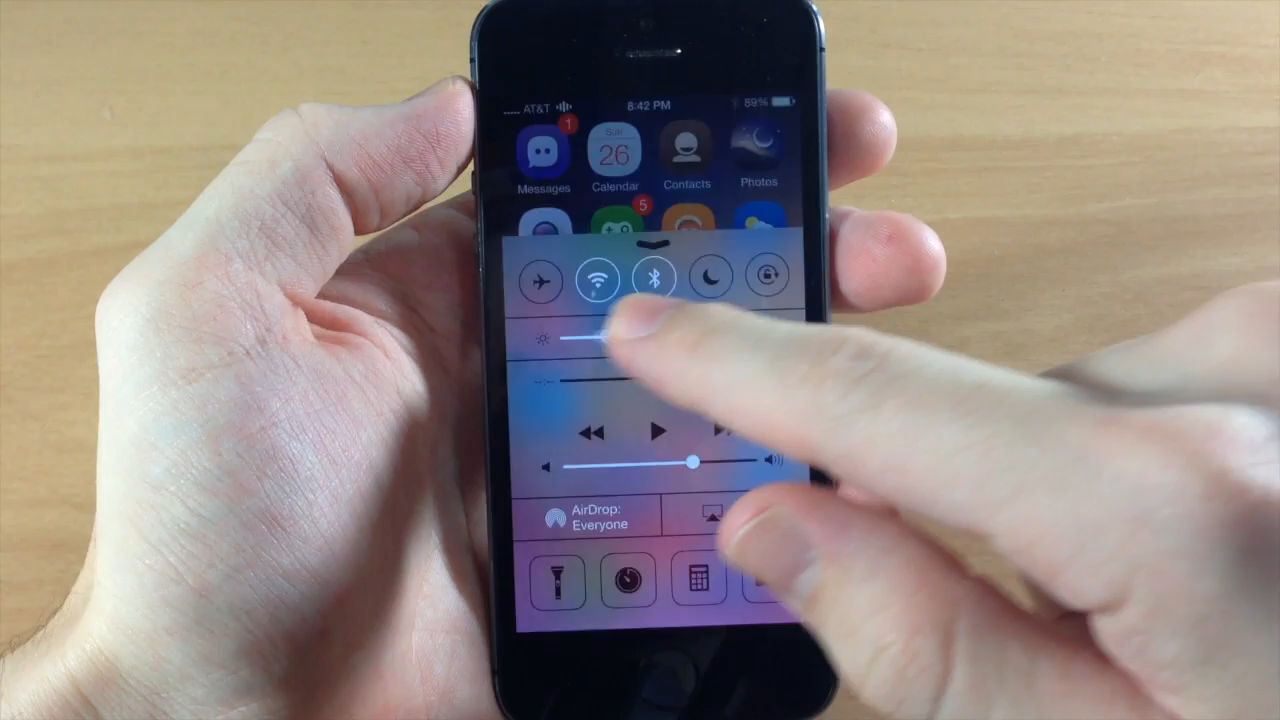 ..... AT&T 8:42 PM 89%
1
Sun
26
Messages Calendar Contacts Photos
5
AirDrop:
Everyone